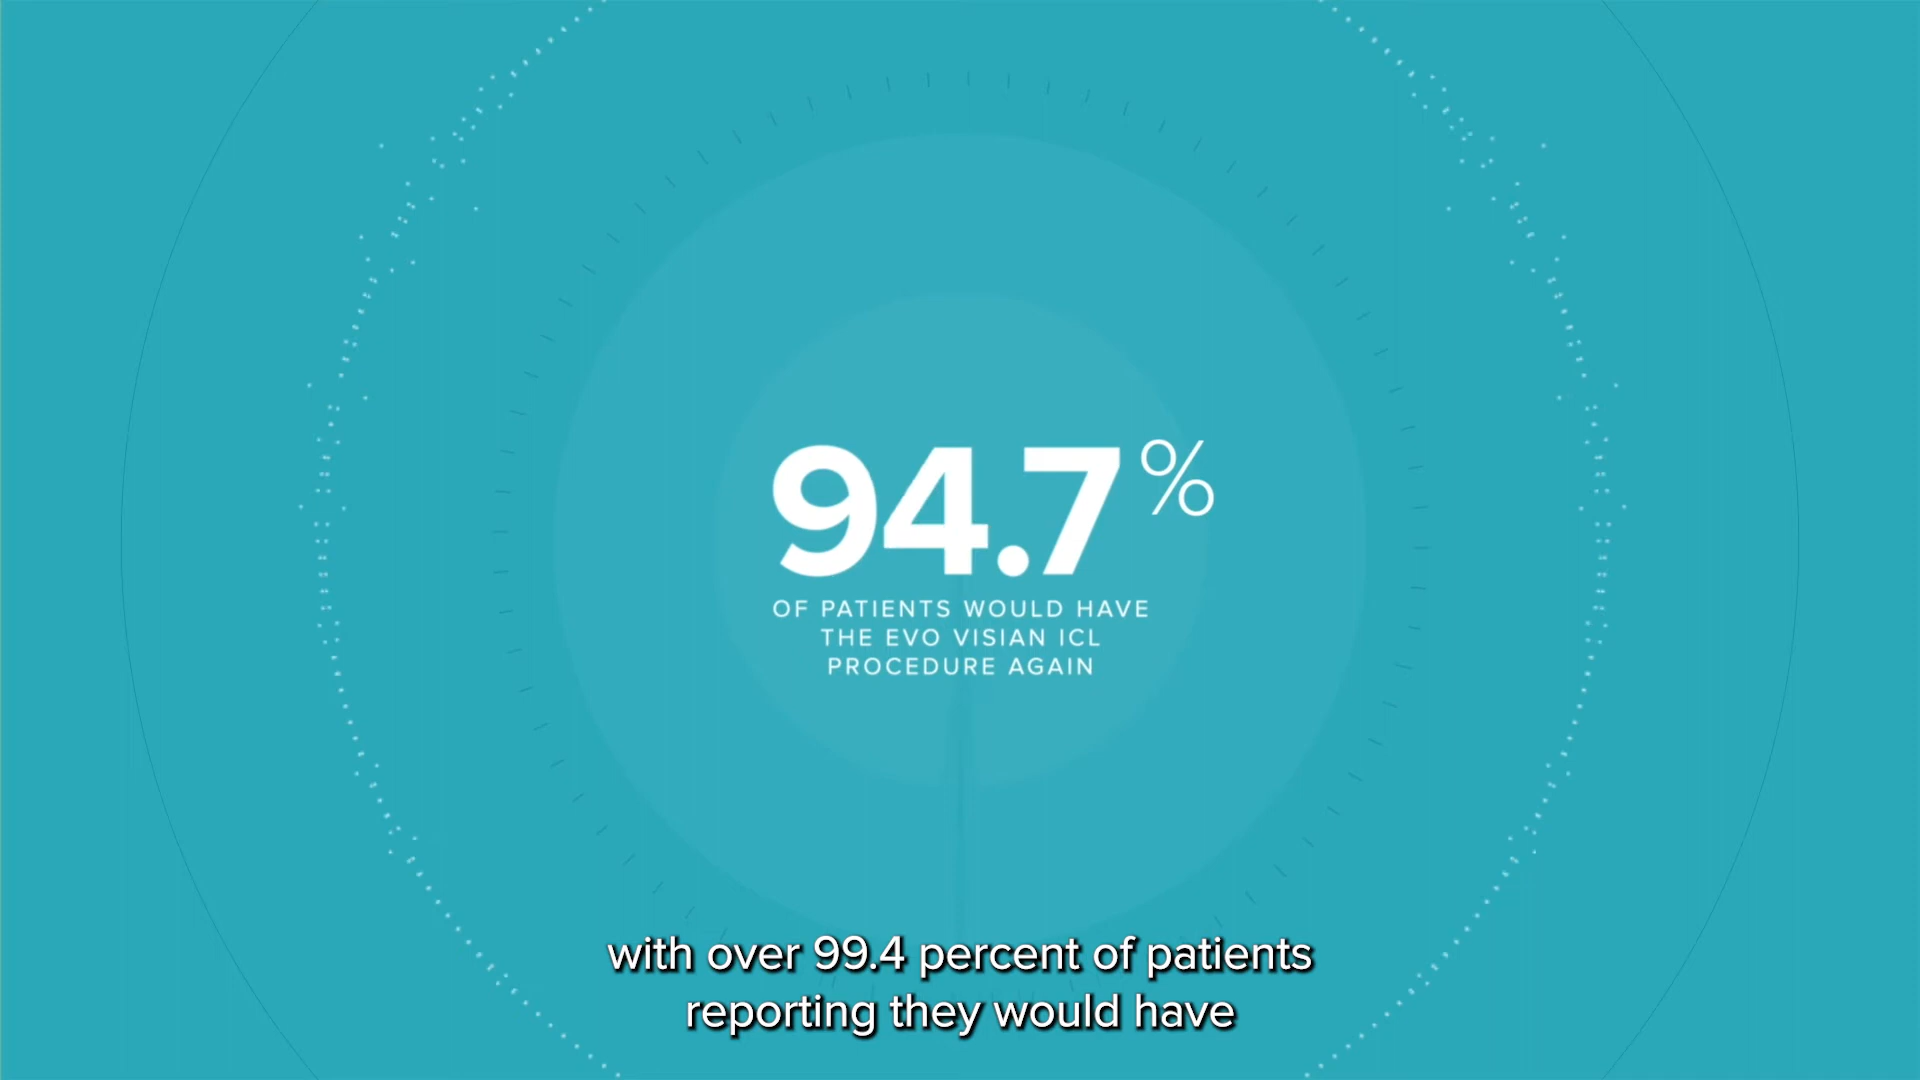 94.7%
OF PATIENTS WOULD HAVE
THE EVO VISIAN ICL
PROCEDURE AGAIN
with over 99.4 percent of patients
reporting they would have